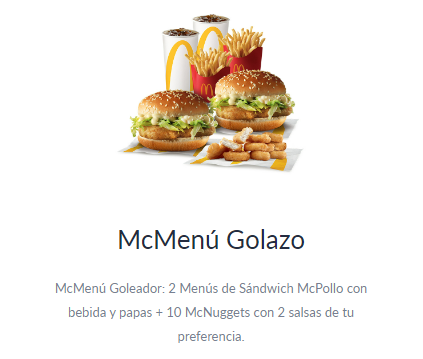 McMenú Golazo
McMenú Goleador: 2 Menús de Sándwich McPollo con
bebida y papas + 10 McNuggets con 2 salsas de tu
preferencia.